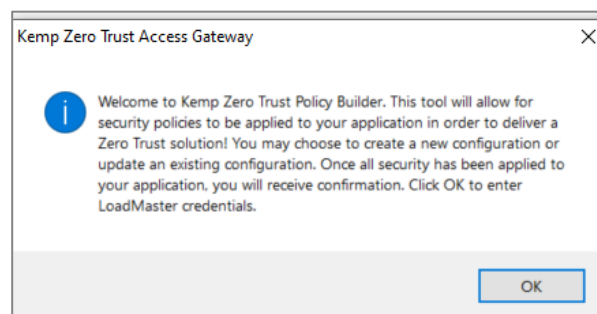 Kemp Zero Trust Access Gateway
Welcome to Kemp Zero Trust Policy Builder. This tool will allow for
security policies to be applied to your application in order to deliver a
Zero Trust solution! You may choose to create a new configuration or
update an existing configuration. Once all security has been applied to
your application, you will receive confirmation. Click OK to enter
LoadMaster credentials.
OK